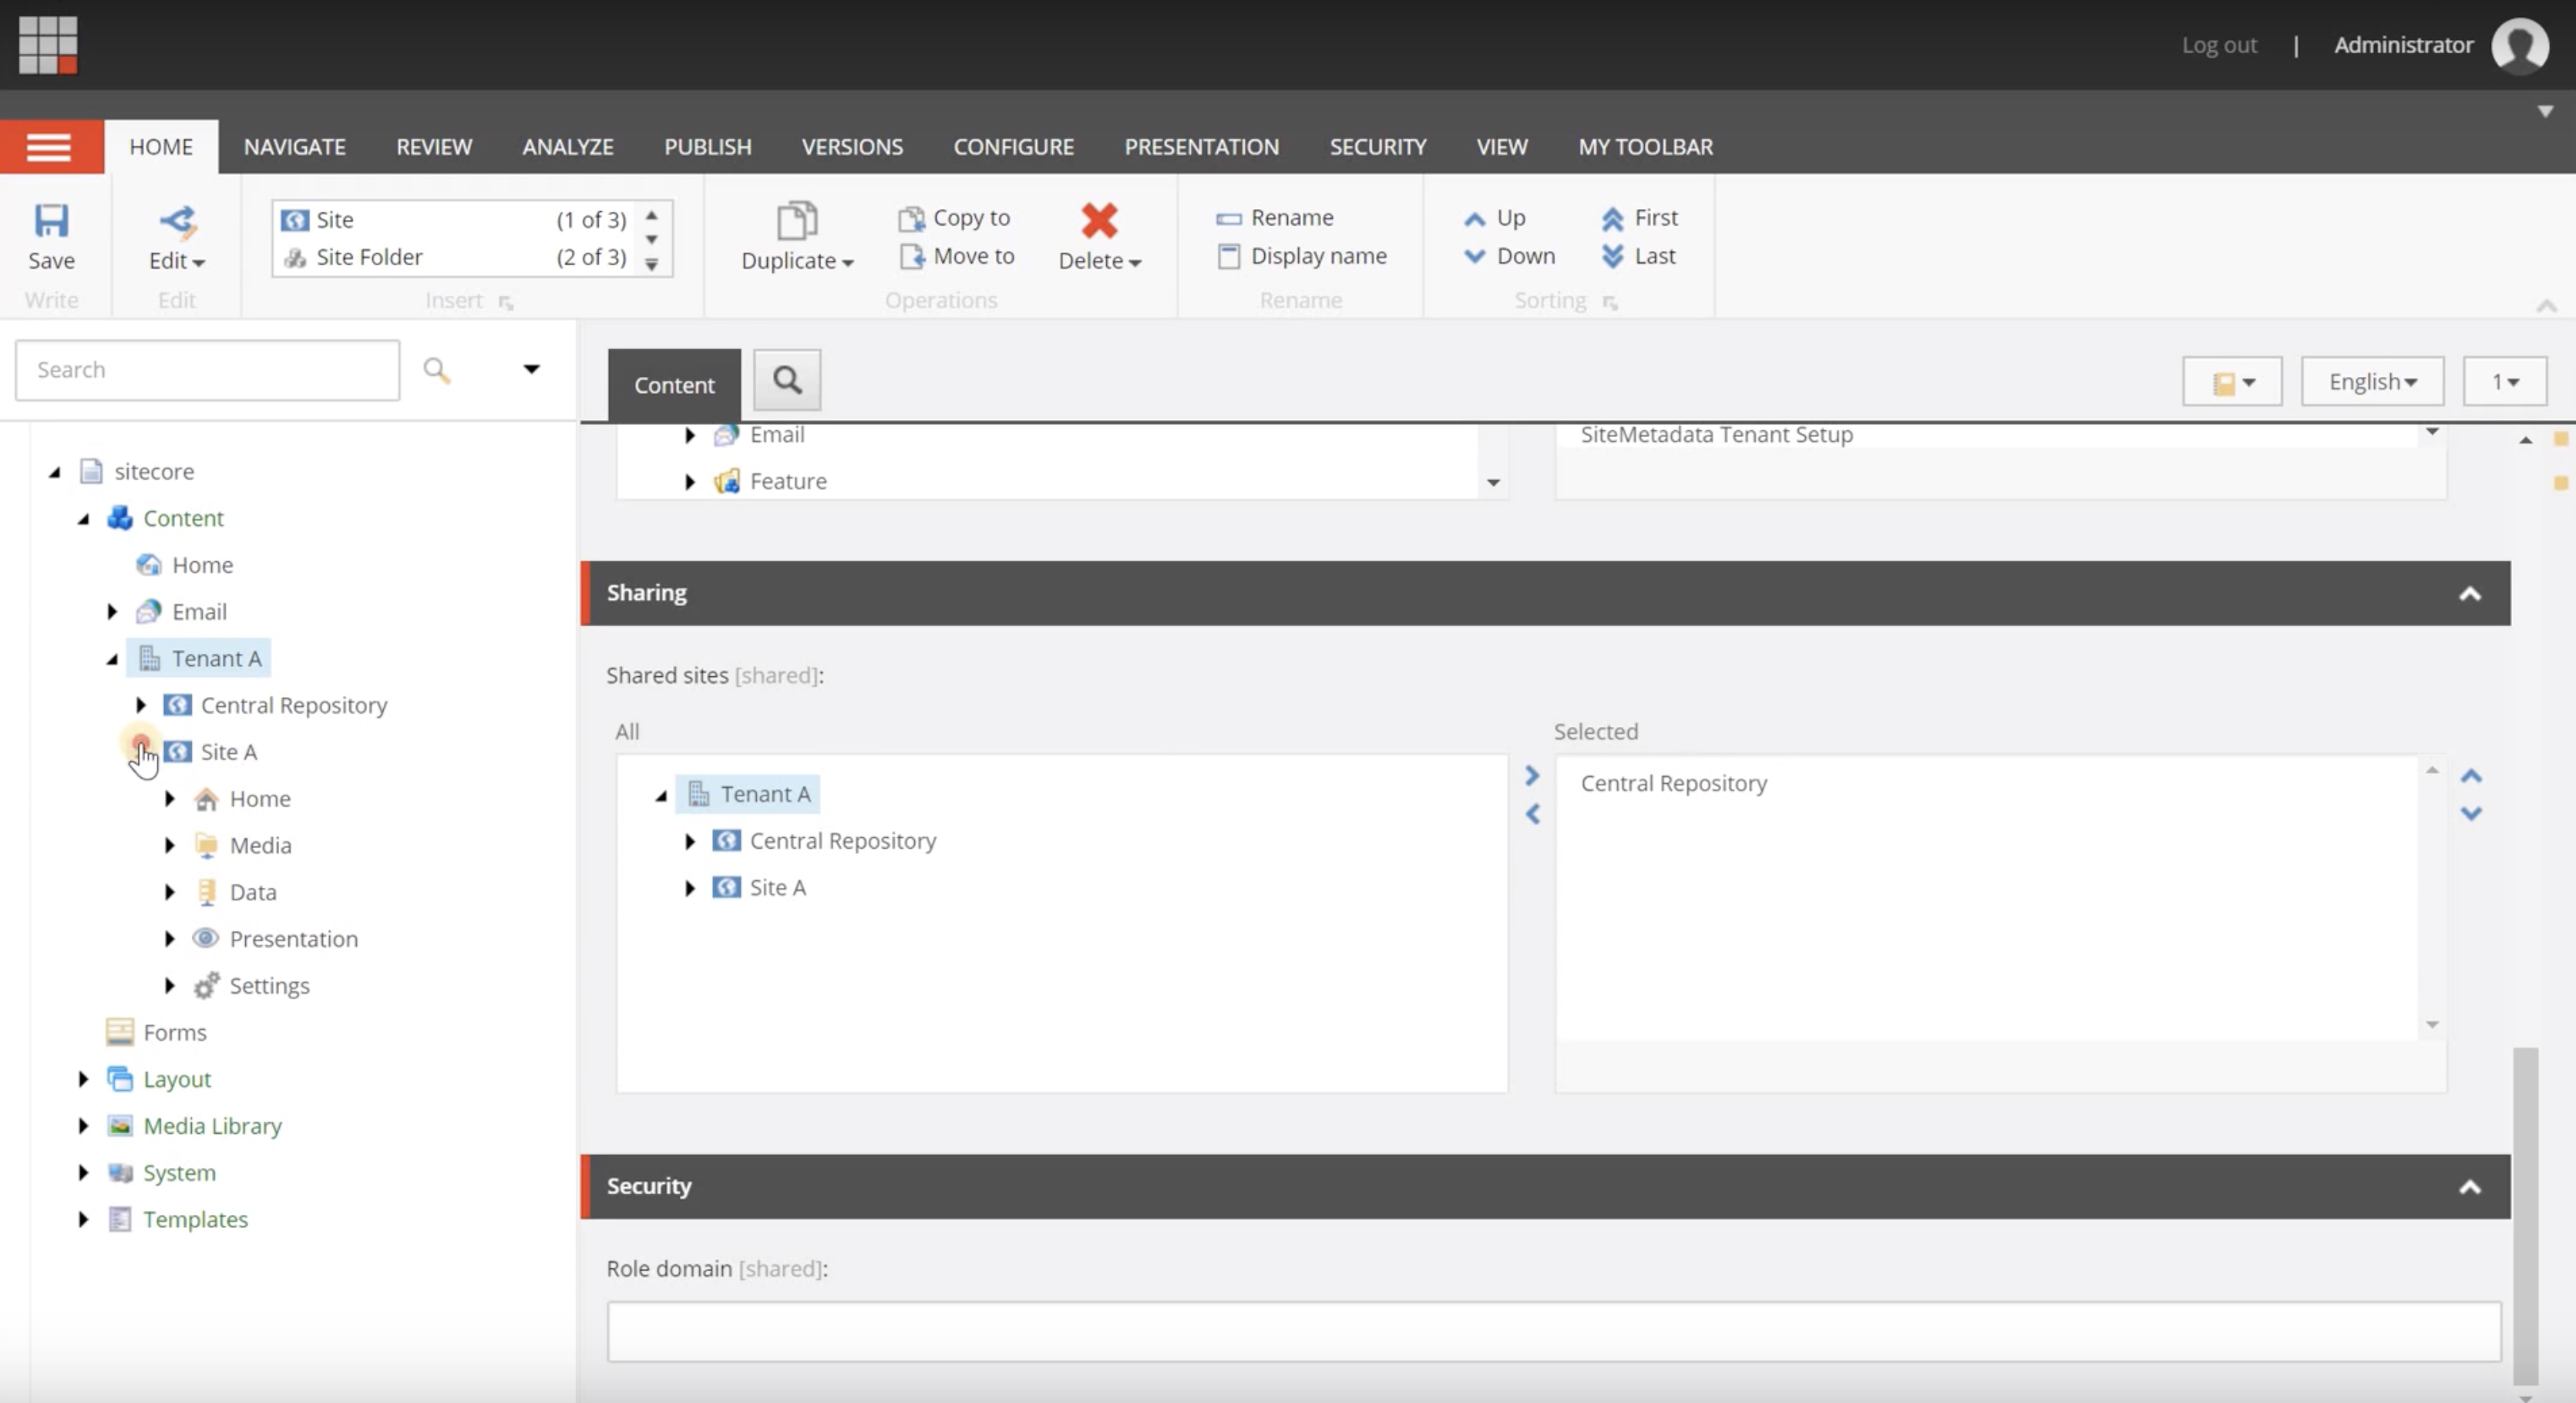 Log out | Administrator
HOME NAVIGATE REVIEW ANALYZE PUBLISH VERSIONS CONFIGURE PRESENTATION SECURITY VIEW MY TOOLBAR
Save
Write
Edit
Edit
Site (1 of 3)
Site Folder (2 of 3)
Insert
Duplicate
Copy to
Move to
Delete
Operations
Rename
Display name
Rename
Up
Down
First
Last
Sorting
Search
sitecore
Content
Home
Email
Tenant A
Central Repository
Site A
Home
Media
Data
Presentation
Settings
Forms
Layout
Media Library
System
Templates
Content
English
1
Email
Feature
SiteMetadata Tenant Setup
Sharing
Shared sites [shared]:
All
Tenant A
Central Repository
Site A
Selected
Central Repository
Security
Role domain [shared]: